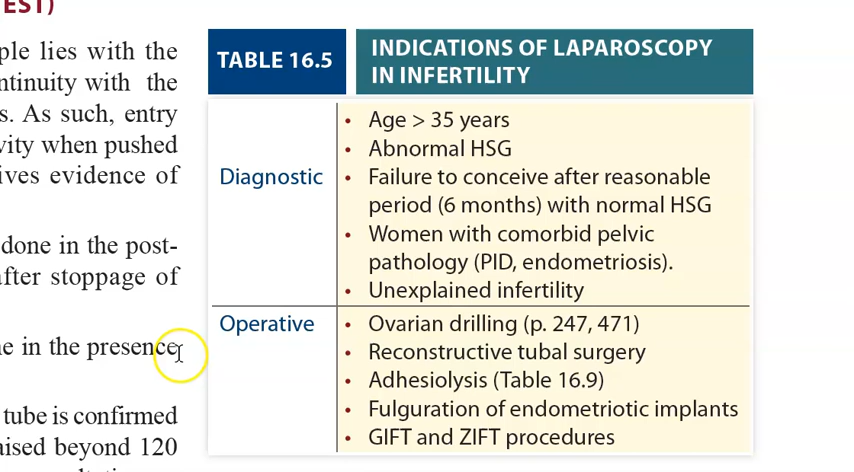 EST)
ple lies with the
ntinuity with the
s. As such, entry
vity when pushed
ives evidence of
done in the post-
after stoppage of
ne in the presence
tube is confirmed
aised beyond 120
TABLE 16.5
INDICATIONS OF LAPAROSCOPY
IN INFERTILITY
Diagnostic
• Age > 35 years
• Abnormal HSG
• Failure to conceive after reasonable
period (6 months) with normal HSG
• Women with comorbid pelvic
pathology (PID, endometriosis).
• Unexplained infertility
Operative
• Ovarian drilling (p. 247, 471)
• Reconstructive tubal surgery
• Adhesiolysis (Table 16.9)
• Fulguration of endometriotic implants
• GIFT and ZIFT procedures